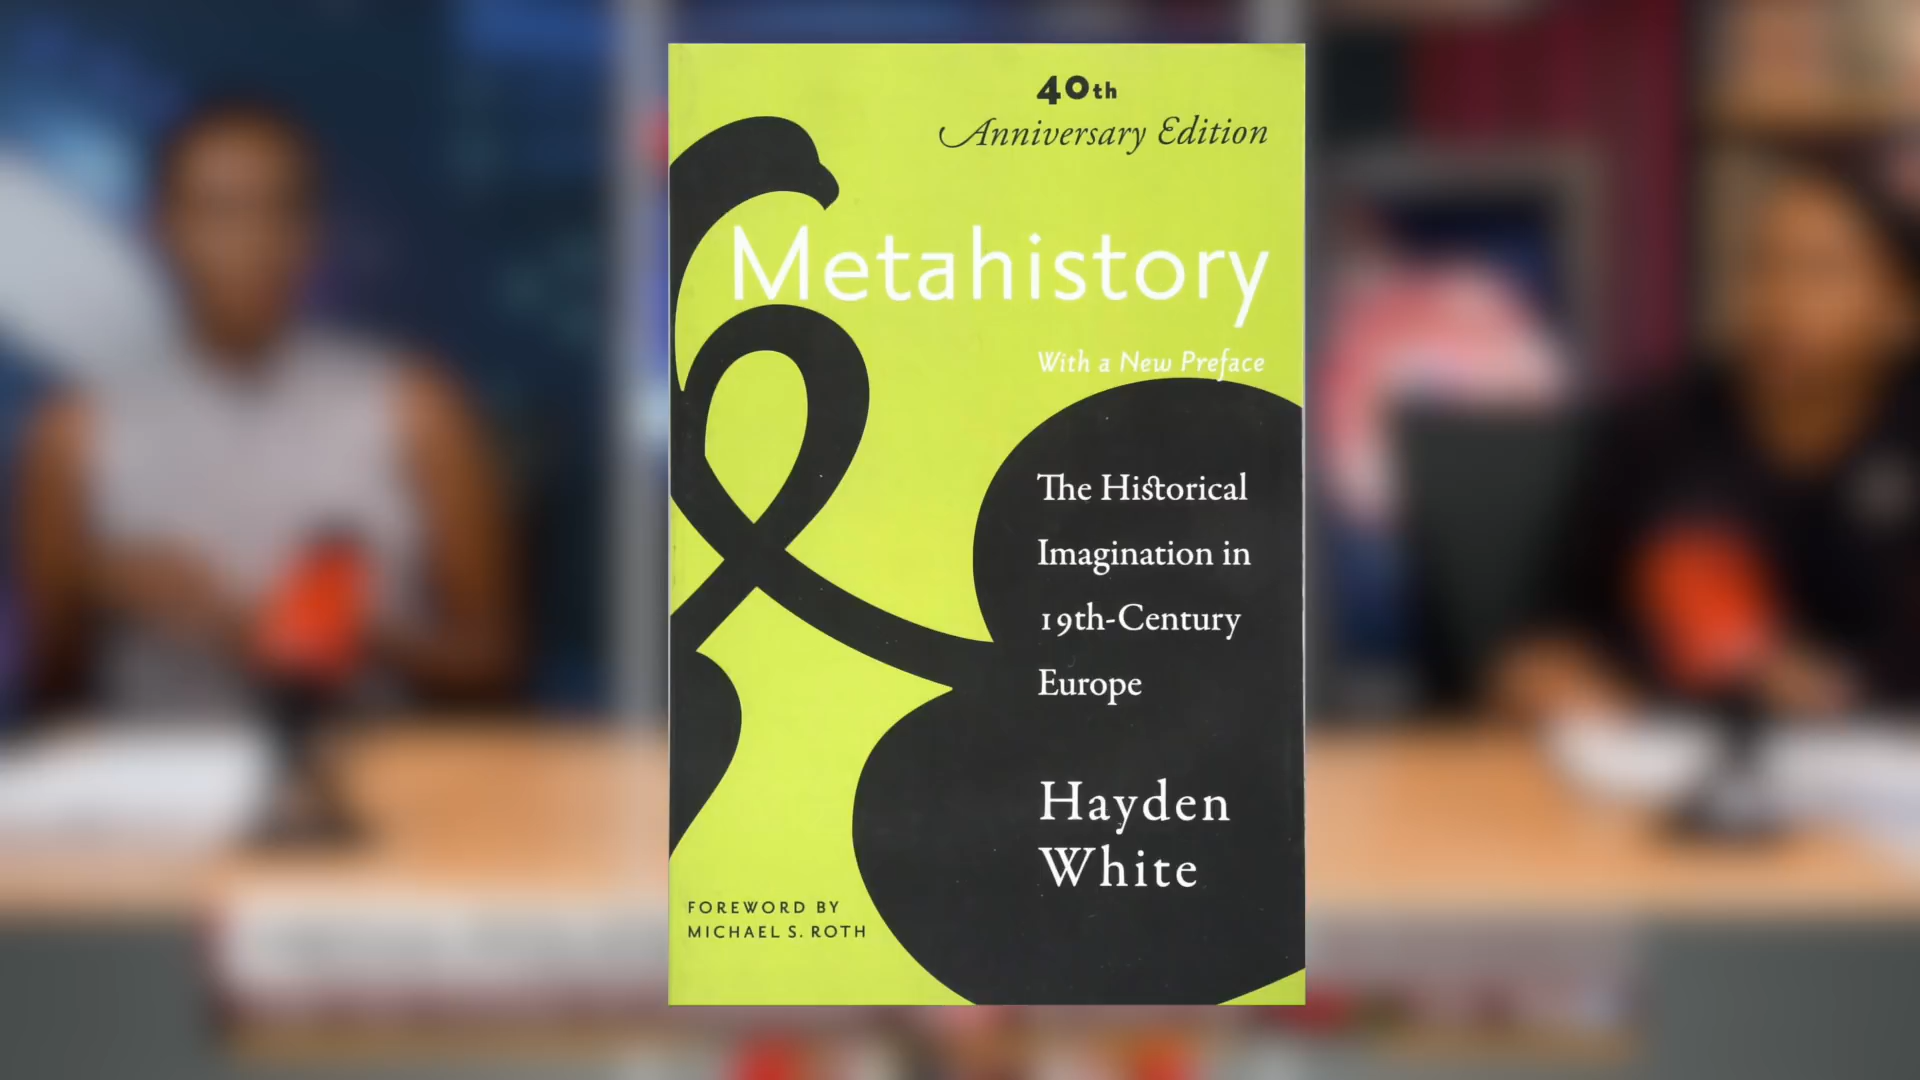 40th
Anniversary Edition
Metahistory
With a New Preface
The Historical
Imagination in
19th-Century
Europe
Hayden
White
FOREWORD BY
MICHAEL S. ROTH